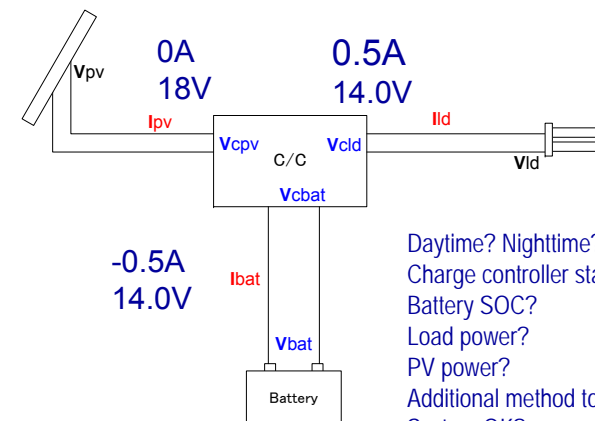 0A
18V
0.5A
14.0V
Vpv
Ipv
Ild
Vcpv
Vcld
C/C
Vld
Vcbat
-0.5A
14.0V
Ibat
Vbat
Battery
Daytime? Nighttime?
Charge controller sta
Battery SOC?
Load power?
PV power?
Additional method to